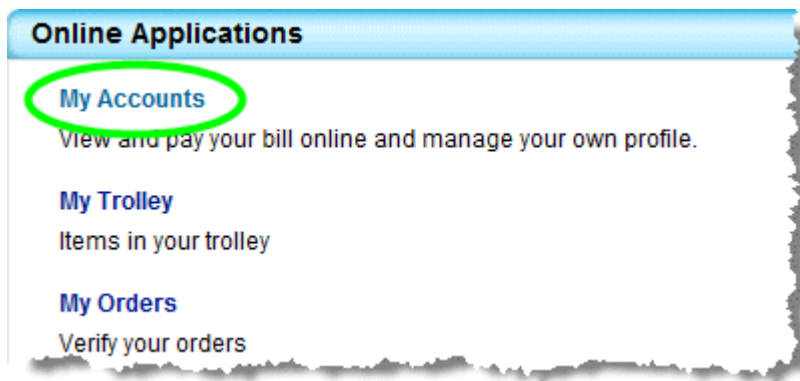 Online Applications
My Accounts
View and pay your bill online and manage your own profile.
My Trolley
Items in your trolley
My Orders
Verify your orders